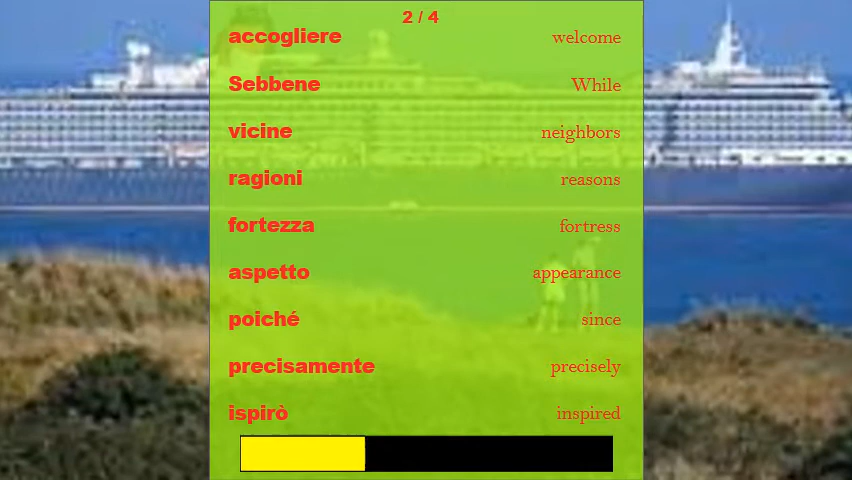 2 / 4
accogliere welcome
Sebbene While
vicine neighbors
ragioni reasons
fortezza fortress
aspetto appearance
poiché since
precisamente precisely
ispirò inspired